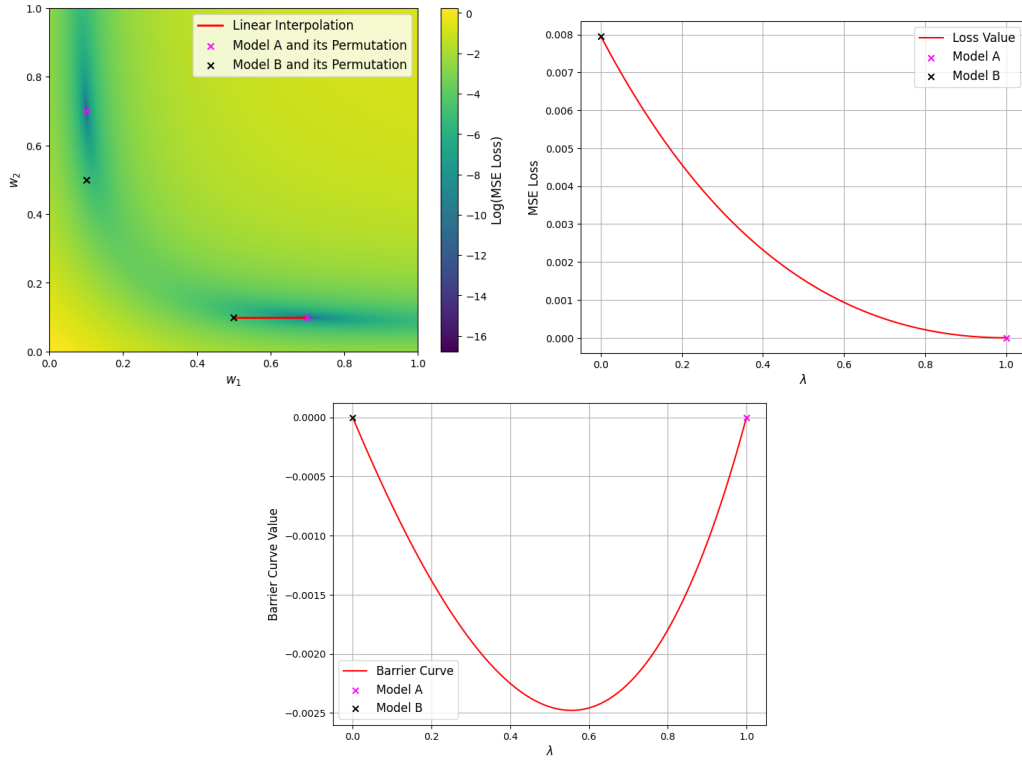 Linear Interpolation
Model A and its Permutation
Model B and its Permutation
1.0
0.8
0.6
0.4
0.2
0.0
w₂
0.0 0.2 0.4 0.6 0.8 1.0
w₁
0
−2
−4
−6
−8
−10
−12
−14
−16
Log(MSE Loss)
Loss Value
Model A
Model B
0.008
0.007
0.006
0.005
0.004
0.003
0.002
0.001
0.000
MSE Loss
0.0 0.2 0.4 0.6 0.8 1.0
λ
0.0000
−0.0005
−0.0010
−0.0015
−0.0020
−0.0025
Barrier Curve Value
Barrier Curve
Model A
Model B
0.0 0.2 0.4 0.6 0.8 1.0
λ